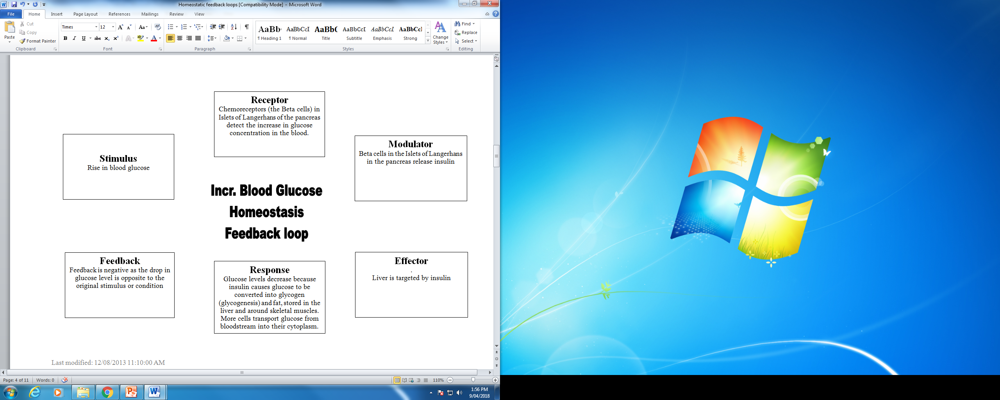 Homeostatic feedback loops [Compatibility Mode] - Microsoft Word
File Home Insert Page Layout References Mailings Review View
Paste
Cut
Copy
Format Painter
Clipboard
Times 12
Font
Paragraph
AaBb( AaBbCcI AaBb( AaBbCcI AaBbCcI AaBbCcI
¶ Heading 1 ¶ Normal Title Subtitle Emphasis Strong
Styles
Change
Styles
Find
Replace
Select
Editing
Receptor
Chemoreceptors (the Beta cells) in
Islets of Langerhans of the pancreas
detect the increase in glucose
concentration in the blood.
Stimulus
Rise in blood glucose
Modulator
Beta cells in the Islets of Langerhans
in the pancreas release insulin
Incr. Blood Glucose
Homeostasis
Feedback loop
Feedback
Feedback is negative as the drop in
glucose level is opposite to the
original stimulus or condition
Response
Glucose levels decrease because
insulin causes glucose to be
converted into glycogen
(glycogenesis) and fat, stored in the
liver and around skeletal muscles.
More cells transport glucose from
bloodstream into their cytoplasm.
Effector
.
Liver is targeted by insulin
Last modified: 12/08/2013 11:10:00 AM
Page: 4 of 11 Words: 0 110%
1:56 PM
9/04/2018